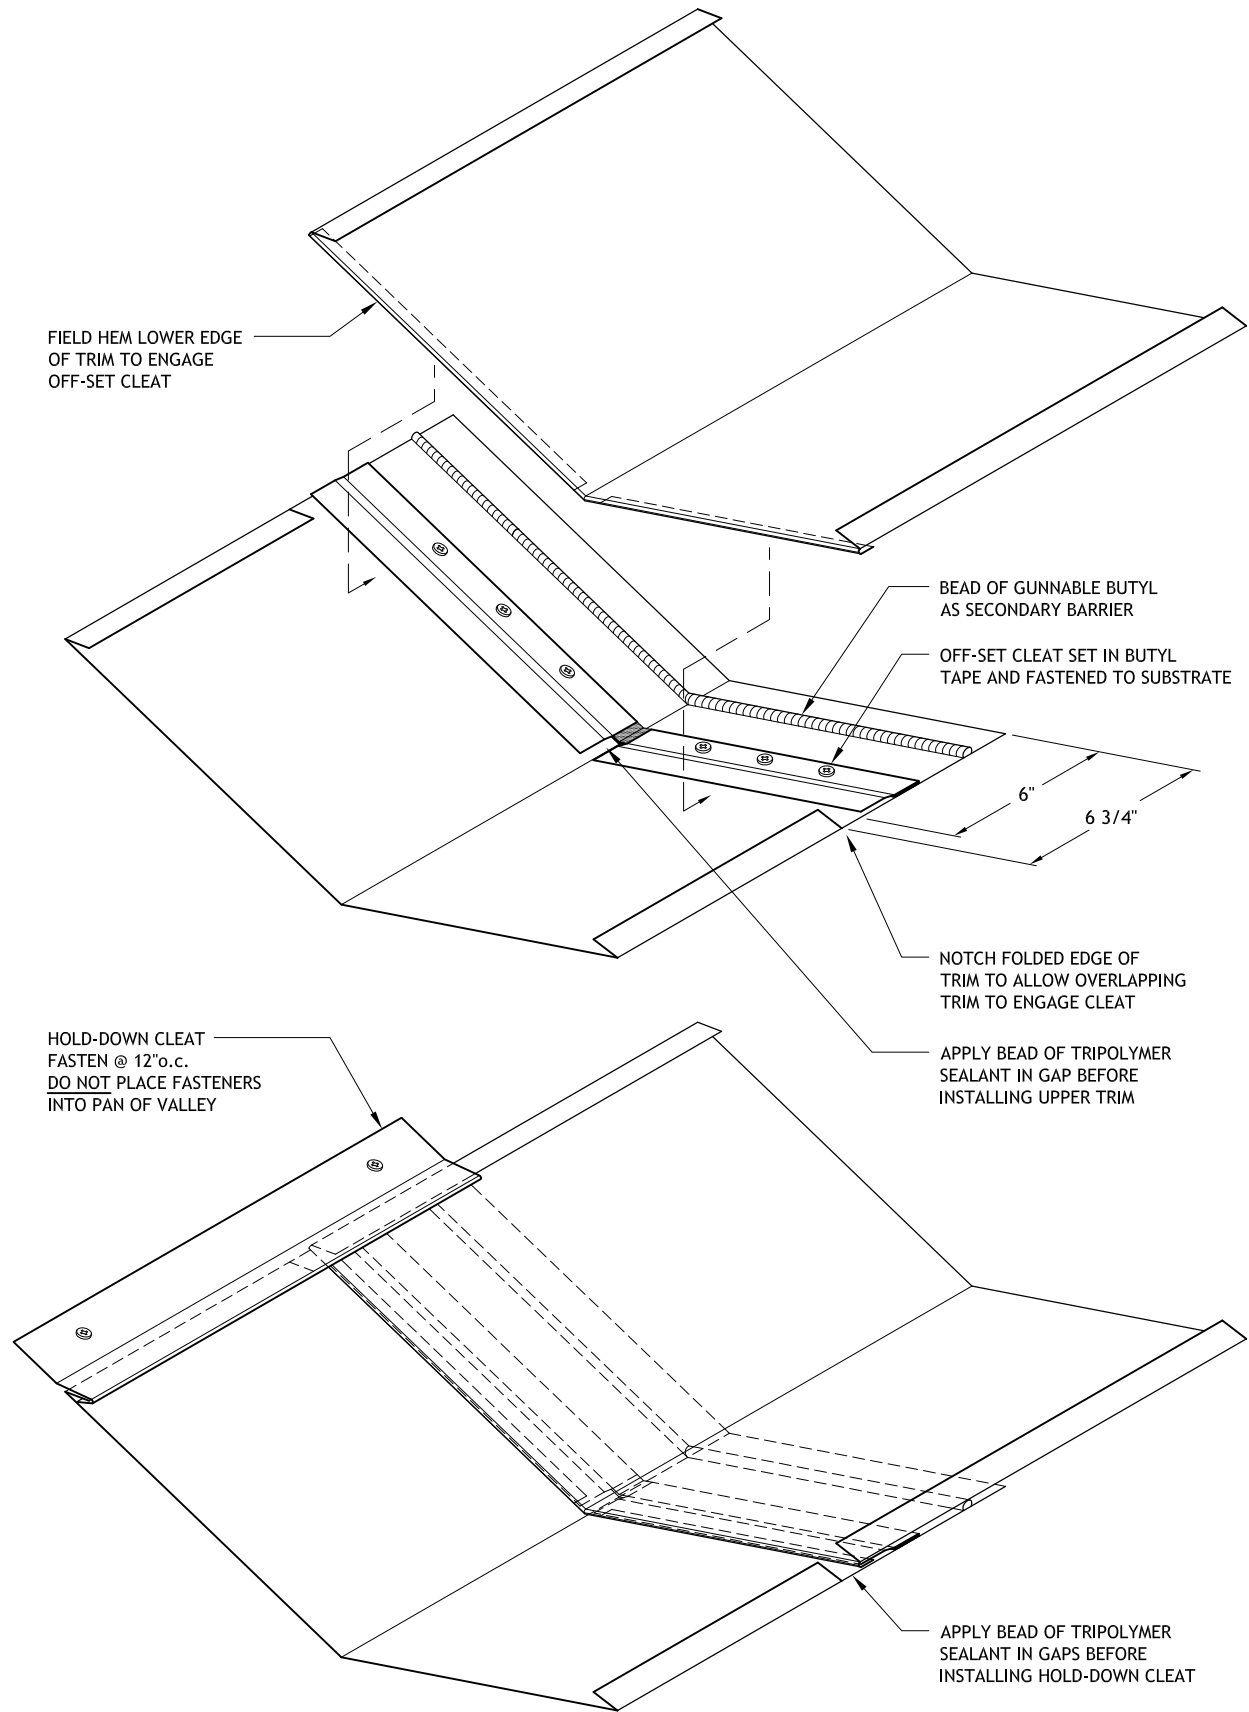 FIELD HEM LOWER EDGE
OF TRIM TO ENGAGE
OFF-SET CLEAT
BEAD OF GUNNABLE BUTYL
AS SECONDARY BARRIER
OFF-SET CLEAT SET IN BUTYL
TAPE AND FASTENED TO SUBSTRATE
6"
6 3/4"
NOTCH FOLDED EDGE OF
TRIM TO ALLOW OVERLAPPING
TRIM TO ENGAGE CLEAT
HOLD-DOWN CLEAT
FASTEN @ 12"o.c.
DO NOT PLACE FASTENERS
INTO PAN OF VALLEY
APPLY BEAD OF TRIPOLYMER
SEALANT IN GAP BEFORE
INSTALLING UPPER TRIM
APPLY BEAD OF TRIPOLYMER
SEALANT IN GAPS BEFORE
INSTALLING HOLD-DOWN CLEAT